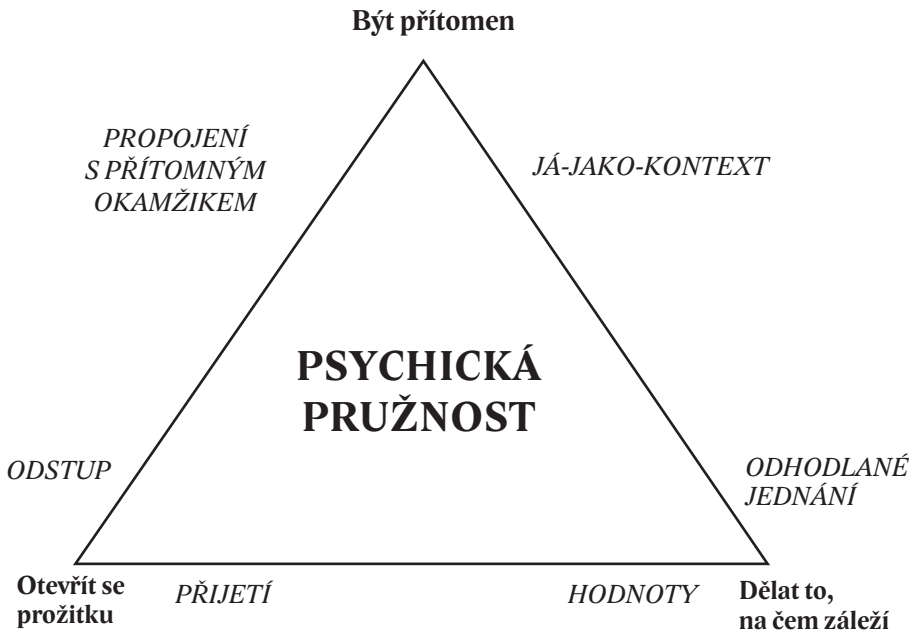 Být přítomen
PROPOJENÍ
S PŘÍTOMNÝM
OKAMŽIKEM
JÁ-JAKO-KONTEXT
PSYCHICKÁ
PRUŽNOST
ODSTUP
ODHODLANÉ
JEDNÁNÍ
Otevřít se
prožitku
PŘIJETÍ
HODNOTY
Dělat to,
na čem záleží